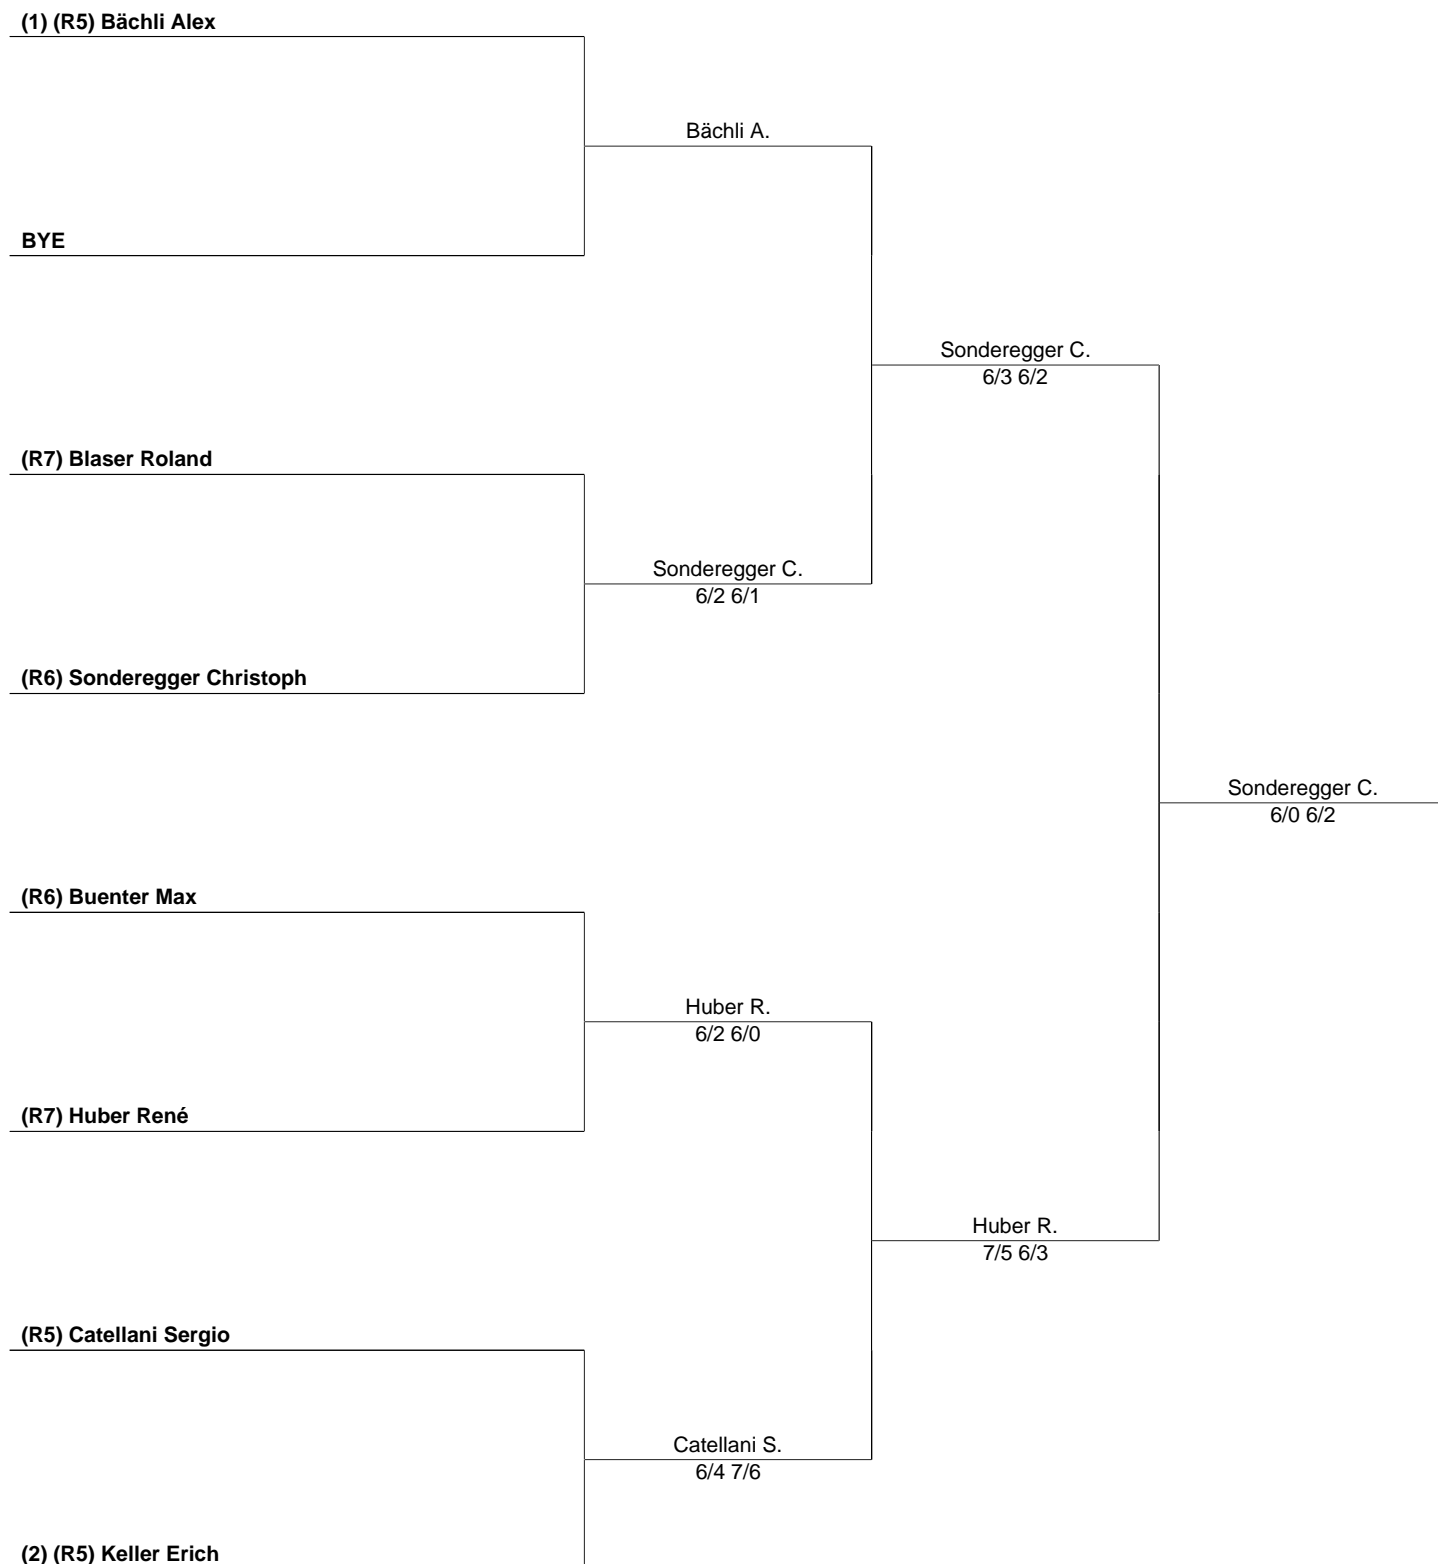 (1) (R5) Bächli Alex
Bächli A.
BYE
Sonderegger C.
6/3 6/2
(R7) Blaser Roland
Sonderegger C.
6/2 6/1
(R6) Sonderegger Christoph
Sonderegger C.
6/0 6/2
(R6) Buenter Max
Huber R.
6/2 6/0
(R7) Huber René
Huber R.
7/5 6/3
(R5) Catellani Sergio
Catellani S.
6/4 7/6
(2) (R5) Keller Erich